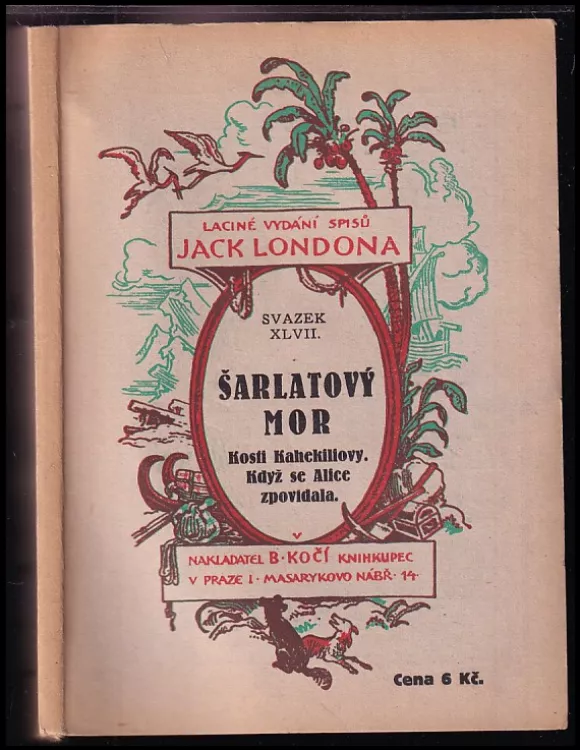 LACINÉ VYDÁNÍ SPISŮ
JACK LONDONA
SVAZEK
XLVII.
ŠARLATOVÝ
MOR
Kosti Kahekiliovy.
Když se Alice
zpovídala.
V
NAKLADATEL B·KOČÍ KNIHKUPEC
V PRAZE I· MASARYKOVO NÁBŘ· 14·
Cena 6 Kč.